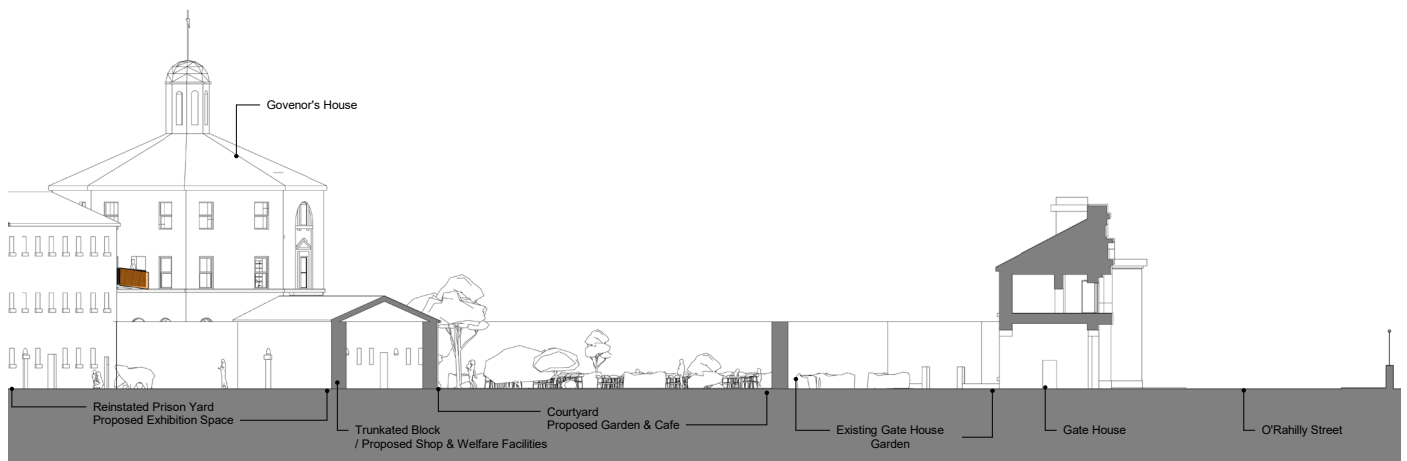 Govenor's House
Reinstated Prison Yard
Proposed Exhibition Space
Trunkated Block
/ Proposed Shop & Welfare Facilities
Courtyard
Proposed Garden & Cafe
Existing Gate House
Garden
Gate House
O'Rahilly Street